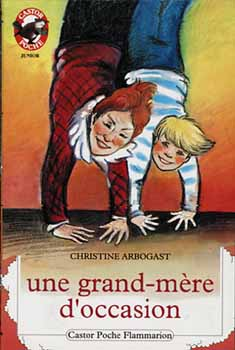 CASTOR
POCHE
JUNIOR
CHRISTINE ARBOGAST
une grand-mère
d'occasion
Castor Poche Flammarion